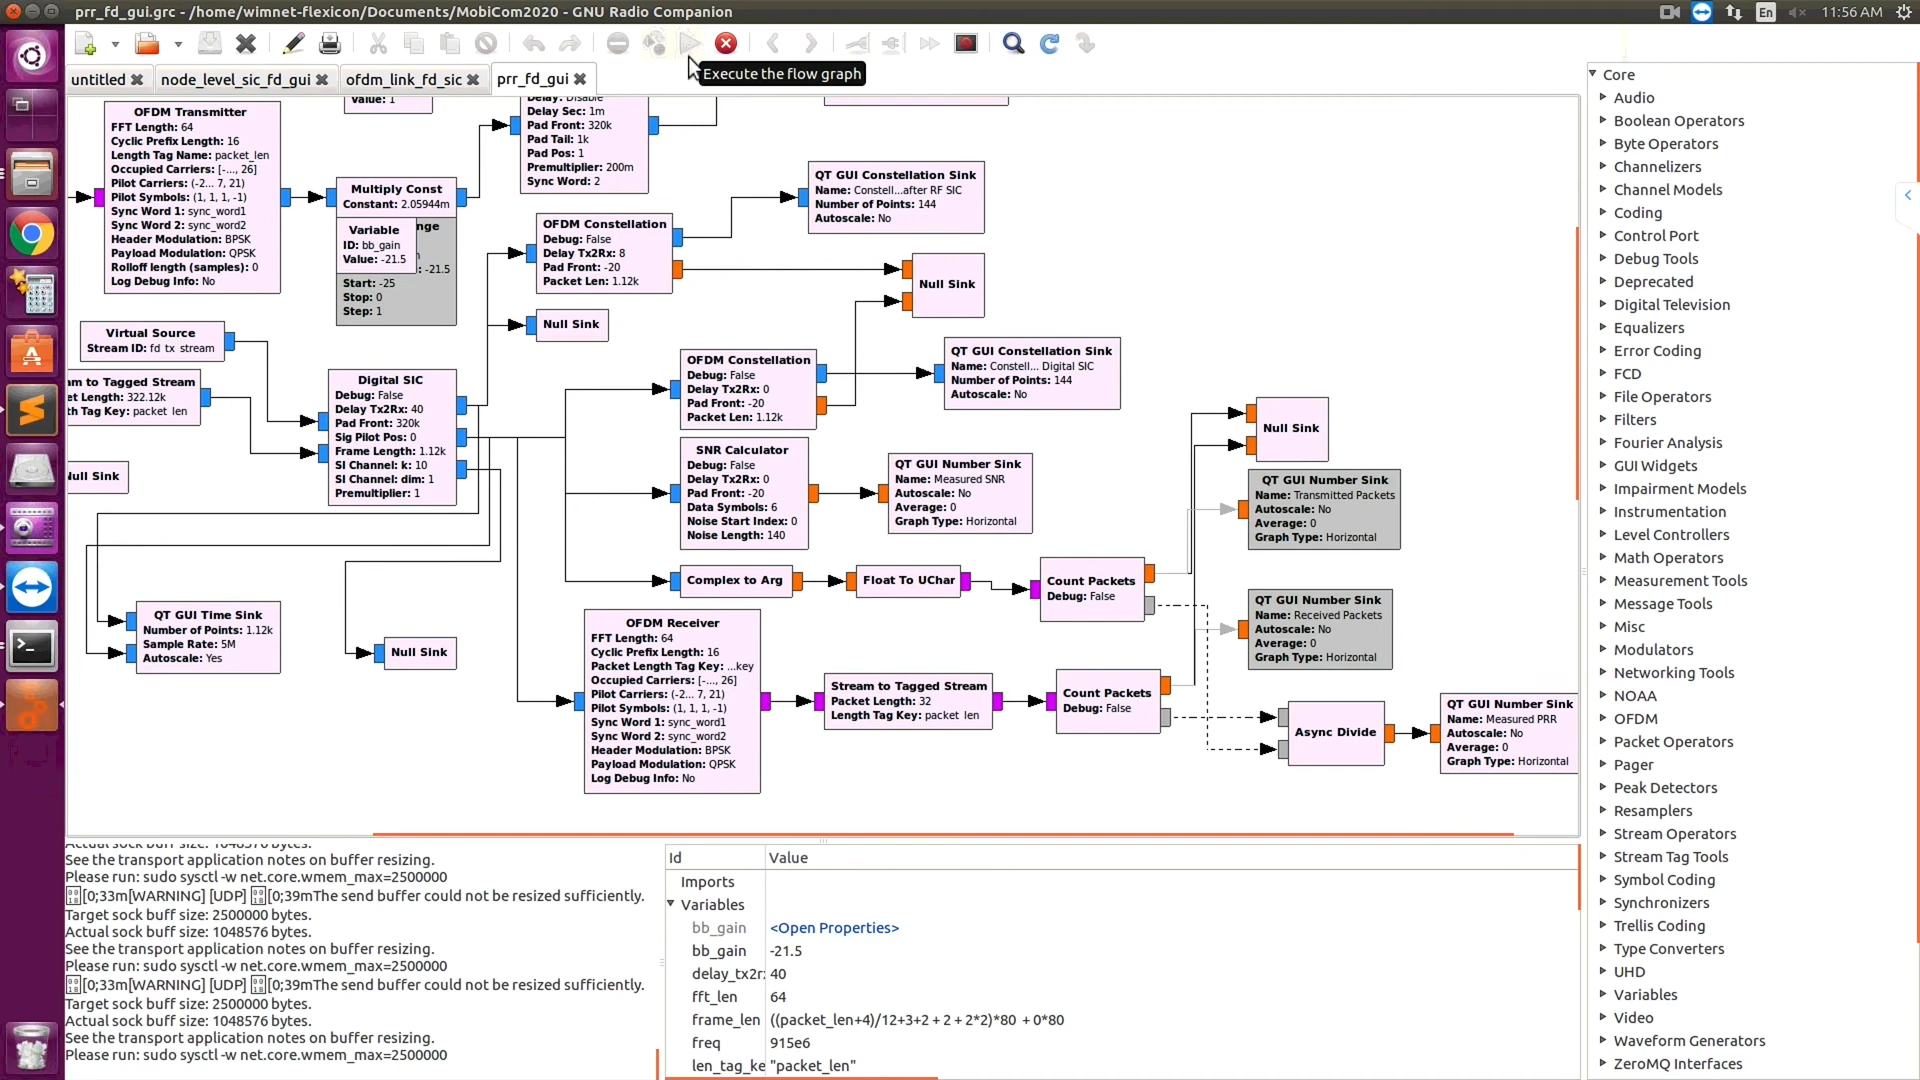 prr_fd_gui.grc - /home/wimnet-flexicon/Documents/MobiCom2020 - GNU Radio Companion
En
11:56 AM
untitled
node_level_sic_fd_gui
ofdm_link_fd_sic
prr_fd_gui
Execute the flow graph
OFDM Transmitter
FFT Length: 64
Cyclic Prefix Length: 16
Length Tag Name: packet_len
Occupied Carriers: [-..., 26]
Pilot Carriers: (-2... 7, 21)
Pilot Symbols: (1, 1, 1, -1)
Sync Word 1: sync_word1
Sync Word 2: sync_word2
Header Modulation: BPSK
Payload Modulation: QPSK
Rolloff length (samples): 0
Log Debug Info: No
Value: 1
Delay: Disable
Delay Sec: 1m
Pad Front: 320k
Pad Tail: 1k
Pad Pos: 1
Premultiplier: 200m
Sync Word: 2
Multiply Const
Constant: 2.05944m
Variable
ID: bb_gain
Value: -21.5
nge
: -21.5
Start: -25
Stop: 0
Step: 1
OFDM Constellation
Debug: False
Delay Tx2Rx: 8
Pad Front: -20
Packet Len: 1.12k
QT GUI Constellation Sink
Name: Constell...after RF SIC
Number of Points: 144
Autoscale: No
Null Sink
Null Sink
Virtual Source
Stream ID: fd_tx_stream
am to Tagged Stream
et Length: 322.12k
th Tag Key: packet_len
Null Sink
Digital SIC
Debug: False
Delay Tx2Rx: 40
Pad Front: 320k
Sig Pilot Pos: 0
Frame Length: 1.12k
SI Channel: k: 10
SI Channel: dim: 1
Premultiplier: 1
OFDM Constellation
Debug: False
Delay Tx2Rx: 0
Pad Front: -20
Packet Len: 1.12k
QT GUI Constellation Sink
Name: Constell... Digital SIC
Number of Points: 144
Autoscale: No
SNR Calculator
Debug: False
Delay Tx2Rx: 0
Pad Front: -20
Data Symbols: 6
Noise Start Index: 0
Noise Length: 140
QT GUI Number Sink
Name: Measured SNR
Autoscale: No
Average: 0
Graph Type: Horizontal
Null Sink
QT GUI Number Sink
Name: Transmitted Packets
Autoscale: No
Average: 0
Graph Type: Horizontal
Complex to Arg
Float To UChar
Count Packets
Debug: False
QT GUI Number Sink
Name: Received Packets
Autoscale: No
Average: 0
Graph Type: Horizontal
QT GUI Time Sink
Number of Points: 1.12k
Sample Rate: 5M
Autoscale: Yes
Null Sink
OFDM Receiver
FFT Length: 64
Cyclic Prefix Length: 16
Packet Length Tag Key: ...key
Occupied Carriers: [-..., 26]
Pilot Carriers: (-2... 7, 21)
Pilot Symbols: (1, 1, 1, -1)
Sync Word 1: sync_word1
Sync Word 2: sync_word2
Header Modulation: BPSK
Payload Modulation: QPSK
Log Debug Info: No
Stream to Tagged Stream
Packet Length: 32
Length Tag Key: packet_len
Count Packets
Debug: False
Async Divide
QT GUI Number Sink
Name: Measured PRR
Autoscale: No
Average: 0
Graph Type: Horizontal
Core
Audio
Boolean Operators
Byte Operators
Channelizers
Channel Models
Coding
Control Port
Debug Tools
Deprecated
Digital Television
Equalizers
Error Coding
FCD
File Operators
Filters
Fourier Analysis
GUI Widgets
Impairment Models
Instrumentation
Level Controllers
Math Operators
Measurement Tools
Message Tools
Misc
Modulators
Networking Tools
NOAA
OFDM
Packet Operators
Pager
Peak Detectors
Resamplers
Stream Operators
Stream Tag Tools
Symbol Coding
Synchronizers
Trellis Coding
Type Converters
UHD
Variables
Video
Waveform Generators
ZeroMQ Interfaces
Actual sock buff size: 1048576 bytes.
See the transport application notes on buffer resizing.
Please run: sudo sysctl -w net.core.wmem_max=2500000
[0;33m[WARNING] [UDP] [0;39mThe send buffer could not be resized sufficiently.
Target sock buff size: 2500000 bytes.
Actual sock buff size: 1048576 bytes.
See the transport application notes on buffer resizing.
Please run: sudo sysctl -w net.core.wmem_max=2500000
[0;33m[WARNING] [UDP] [0;39mThe send buffer could not be resized sufficiently.
Target sock buff size: 2500000 bytes.
Actual sock buff size: 1048576 bytes.
See the transport application notes on buffer resizing.
Please run: sudo sysctl -w net.core.wmem_max=2500000
Id Value
Imports
Variables
bb_gain <Open Properties>
bb_gain -21.5
delay_tx2r: 40
fft_len 64
frame_len ((packet_len+4)/12+3+2 + 2 + 2*2)*80 + 0*80
freq 915e6
len_tag_ke "packet_len"